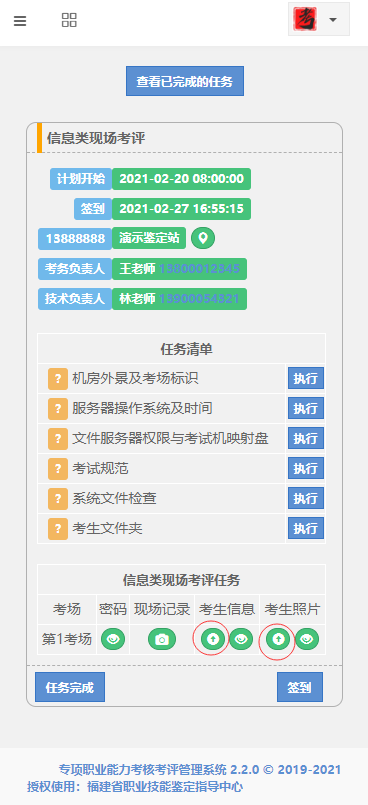 查看已完成的任务
信息类现场考评
计划开始 2021-02-20 08:00:00
签到 2021-02-27 16:55:15
13888888 演示鉴定站
考务负责人 王老师 13800012345
技术负责人 林老师 13900054321
任务清单
? 机房外景及考场标识 执行
? 服务器操作系统及时间 执行
? 文件服务器权限与考试机映射盘 执行
? 考试规范 执行
? 系统文件检查 执行
? 考生文件夹 执行
信息类现场考评任务
考场 密码 现场记录 考生信息 考生照片
第1考场
任务完成 签到
专项职业能力考核考评管理系统 2.2.0 © 2019-2021
授权使用：福建省职业技能鉴定指导中心